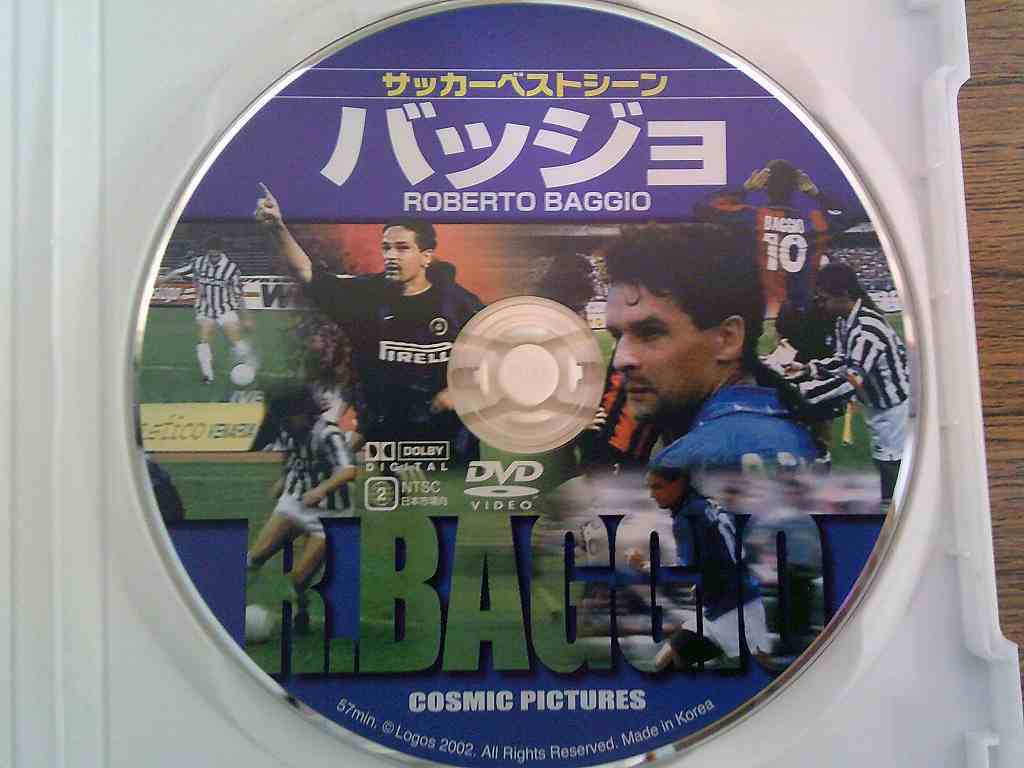 サッカーベストシーン
バッジョ
ROBERTO BAGGIO
BAGGIO
10
PIRELL
VENEZIA
DOLBY
DIGITAL
2
NTSC
日本市場向
DVD
VIDEO
R.BAGGIO
COSMIC PICTURES
57min. © Logos 2002. All Rights Reserved. Made in Korea